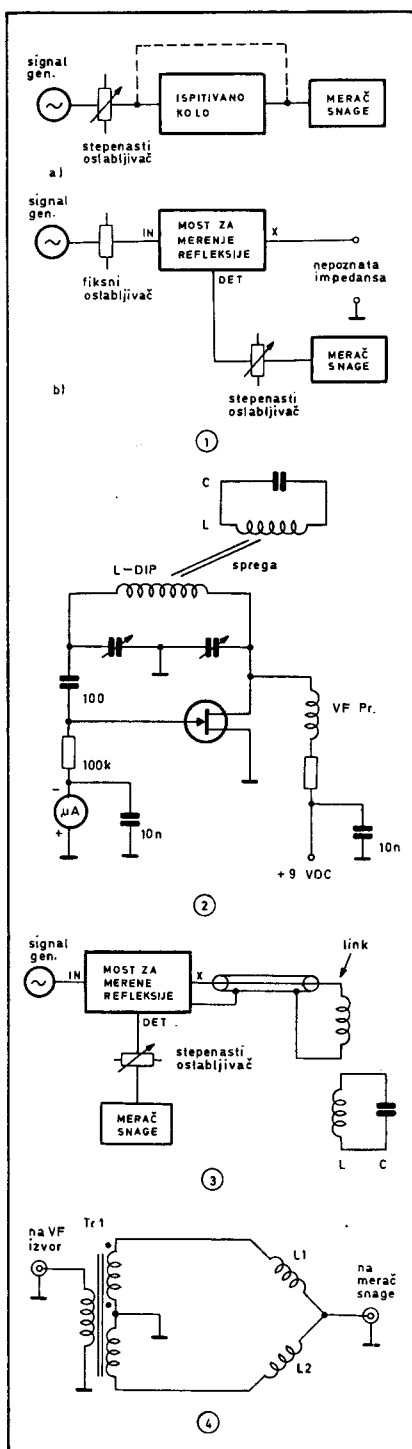 signal
gen.
ISPITIVANO
KOLO
MERAČ
SNAGE
stepenasti
oslabljivač
a)
signal
gen.
IN
MOST ZA
MERENJE
REFLEKSIJE
X
DET
fiksni
oslabljivač
nepoznata
impedansa
MERAČ
SNAGE
stepenasti
oslabljivač
b)
1
C
L
sprega
L-DIP
100
100k
VF Pr.
-
μA
+
10n
10n
+9 VDC
2
signal
gen.
IN
MOST ZA
MERENE
REFLEKSIJE
X
link
DET.
stepenasti
oslabljivač
MERAČ
SNAGE
L C
3
na VF
izvor
Tr1
L1
na
merač
snage
L2
4